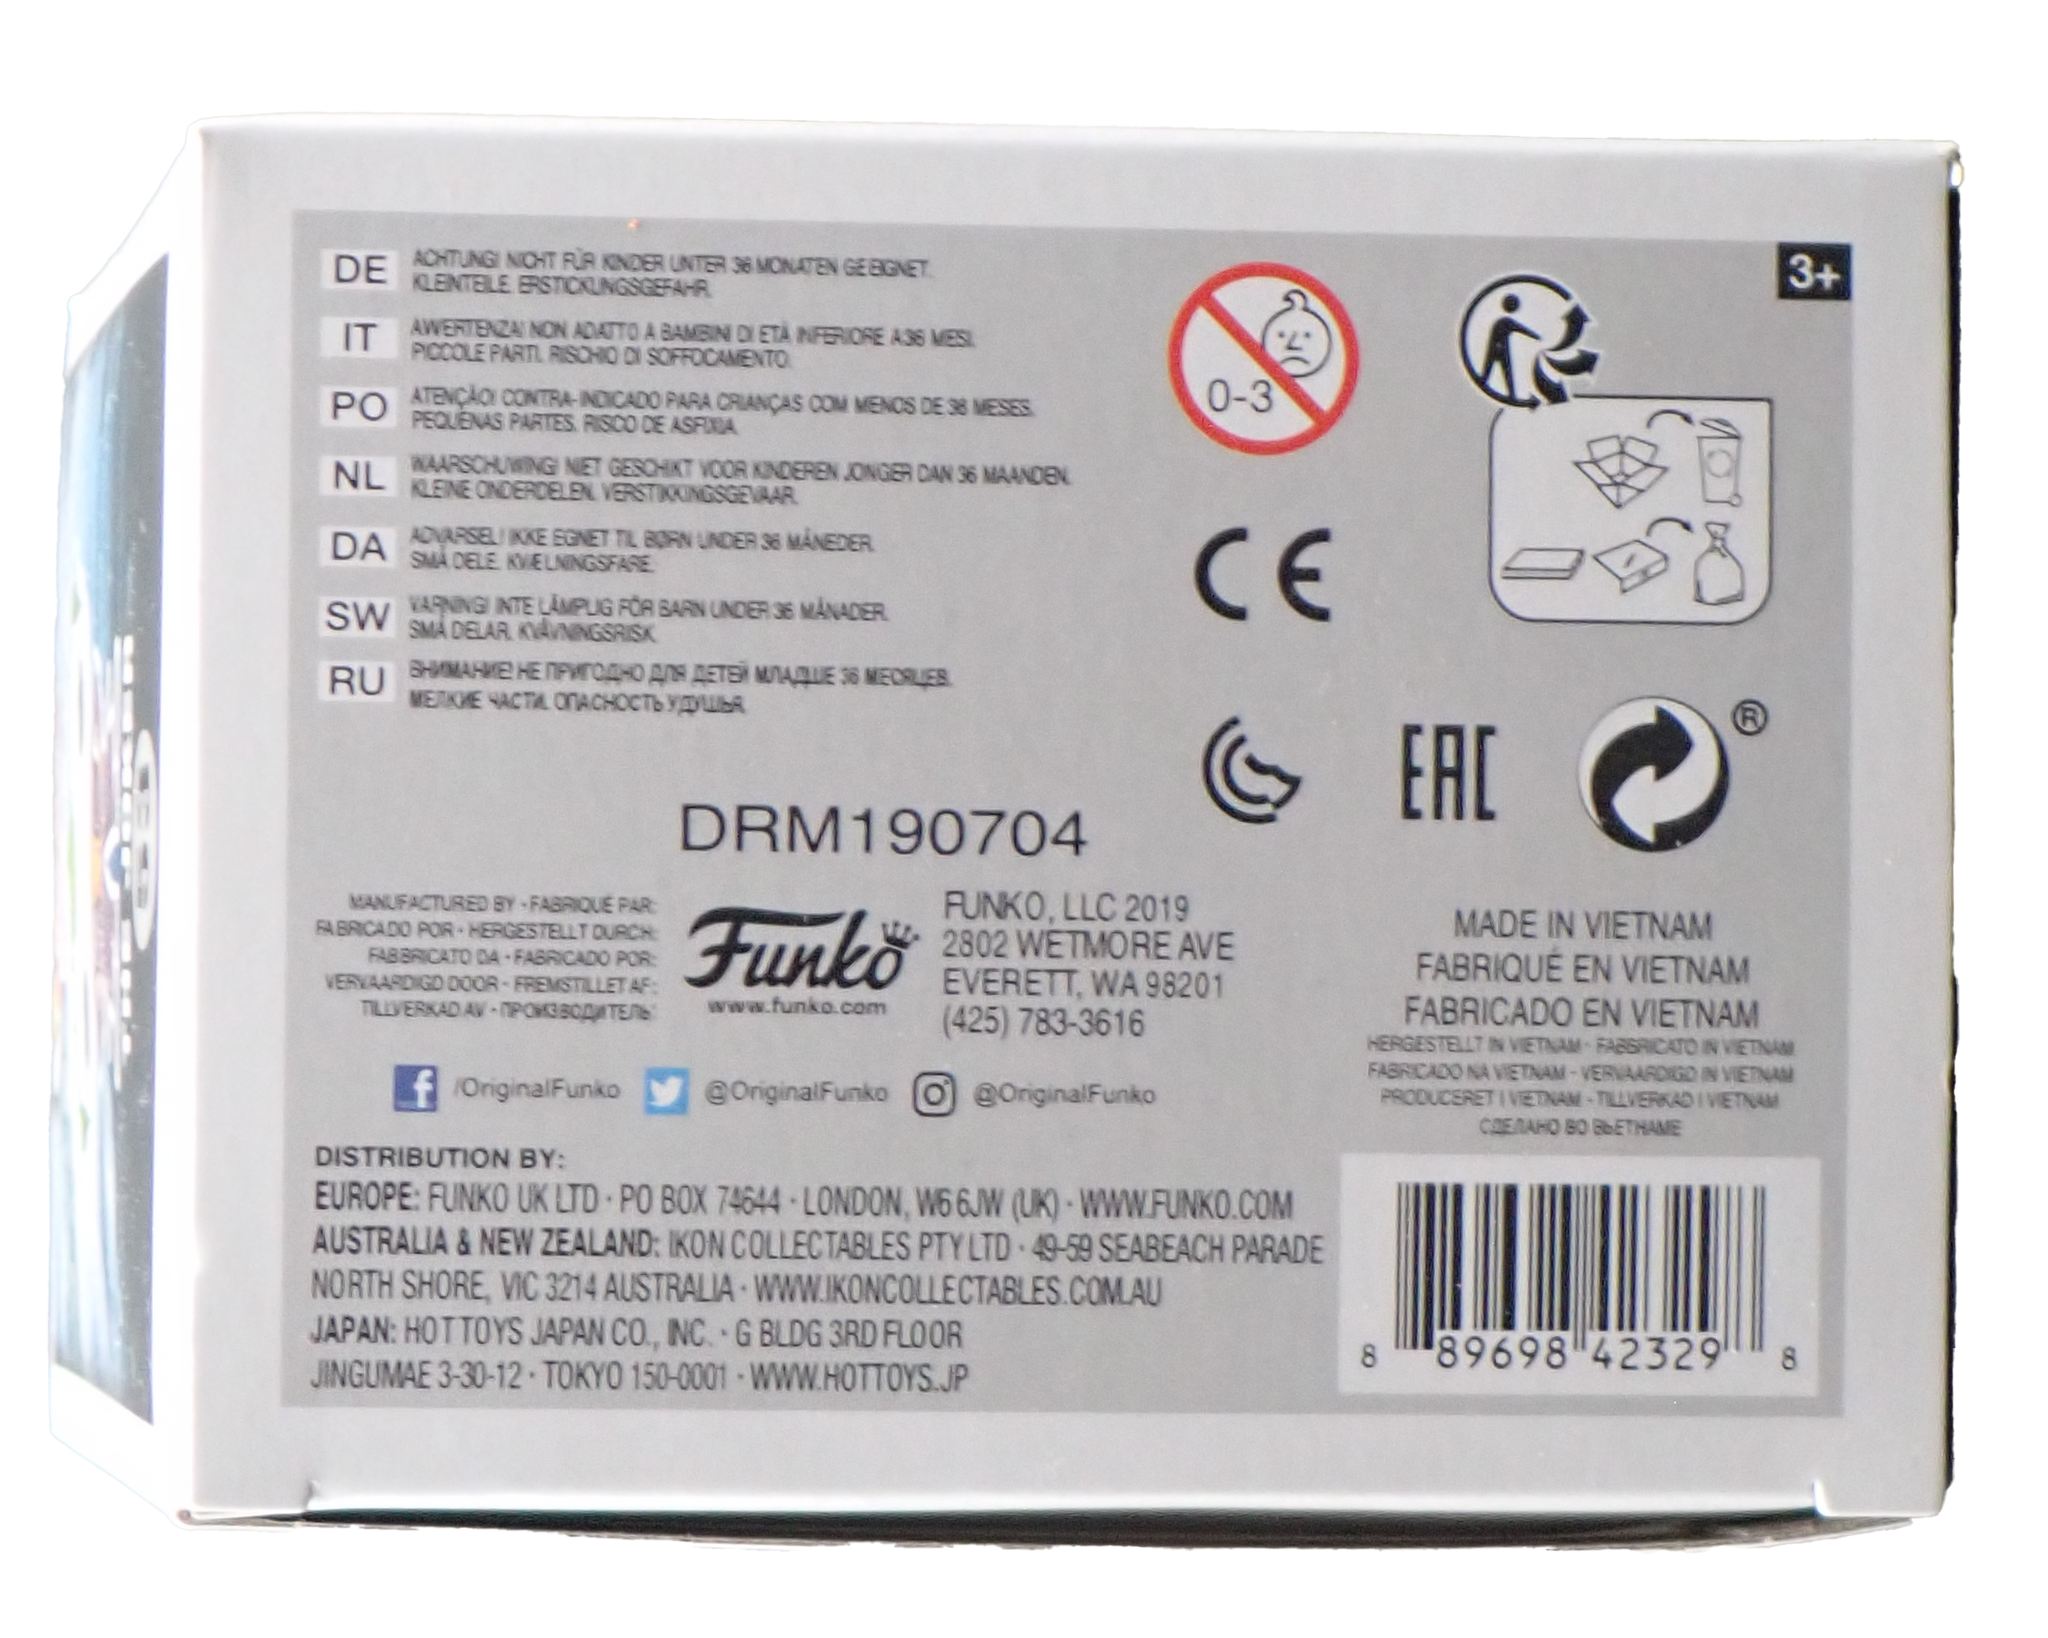 DE
ACHTUNG! NICHT FÜR KINDER UNTER 36 MONATEN GEEIGNET.
KLEINTEILE. ERSTICKUNGSGEFAHR.
IT
AVVERTENZA! NON ADATTO A BAMBINI DI ETÀ INFERIORE A 36 MESI.
PICCOLE PARTI. RISCHIO DI SOFFOCAMENTO.
PO
ATENÇÃO! CONTRA-INDICADO PARA CRIANÇAS COM MENOS DE 36 MESES.
PEQUENAS PARTES. RISCO DE ASFIXIA.
NL
WAARSCHUWING! NIET GESCHIKT VOOR KINDEREN JONGER DAN 36 MAANDEN.
KLEINE ONDERDELEN. VERSTIKKINGSGEVAAR.
DA
ADVARSEL! IKKE EGNET TIL BØRN UNDER 36 MÅNEDER.
SMÅ DELE. KVÆLNINGSFARE.
SW
VARNING! INTE LÄMPLIG FÖR BARN UNDER 36 MÅNADER.
SMÅ DELAR. KVÄVNINGSRISK.
RU
ВНИМАНИЕ! НЕ ПРИГОДНО ДЛЯ ДЕТЕЙ МЛАДШЕ 36 МЕСЯЦЕВ.
МЕЛКИЕ ЧАСТИ. ОПАСНОСТЬ УДУШЬЯ
0-3
3+
CE
EAC
®
DRM190704
MANUFACTURED BY · FABRIQUÉ PAR:
FABRICADO POR · HERGESTELLT DURCH:
FABBRICATO DA · FABRICADO POR:
VERVAARDIGD DOOR · FREMSTILLET AF:
TILLVERKAD AV · ПРОИЗВОДИТЕЛЬ:
Funko
www.funko.com
FUNKO, LLC 2019
2802 WETMORE AVE
EVERETT, WA 98201
(425) 783-3616
/OriginalFunko @OriginalFunko @OriginalFunko
MADE IN VIETNAM
FABRIQUÉ EN VIETNAM
FABRICADO EN VIETNAM
HERGESTELLT IN VIETNAM · FABBRICATO IN VIETNAM
FABRICADO NA VIETNAM · VERVAARDIGD IN VIETNAM
PRODUCERET I VIETNAM · TILLVERKAD I VIETNAM
СДЕЛАНО ВО ВЬЕТНАМЕ
DISTRIBUTION BY:
EUROPE: FUNKO UK LTD · PO BOX 74644 · LONDON, W6 6JW (UK) · WWW.FUNKO.COM
AUSTRALIA & NEW ZEALAND: IKON COLLECTABLES PTY LTD · 49-59 SEABEACH PARADE
NORTH SHORE, VIC 3214 AUSTRALIA · WWW.IKONCOLLECTABLES.COM.AU
JAPAN: HOT TOYS JAPAN CO., INC. · G BLDG 3RD FLOOR
JINGUMAE 3-30-12 · TOKYO 150-0001 · WWW.HOTTOYS.JP
8 89698 42329 8